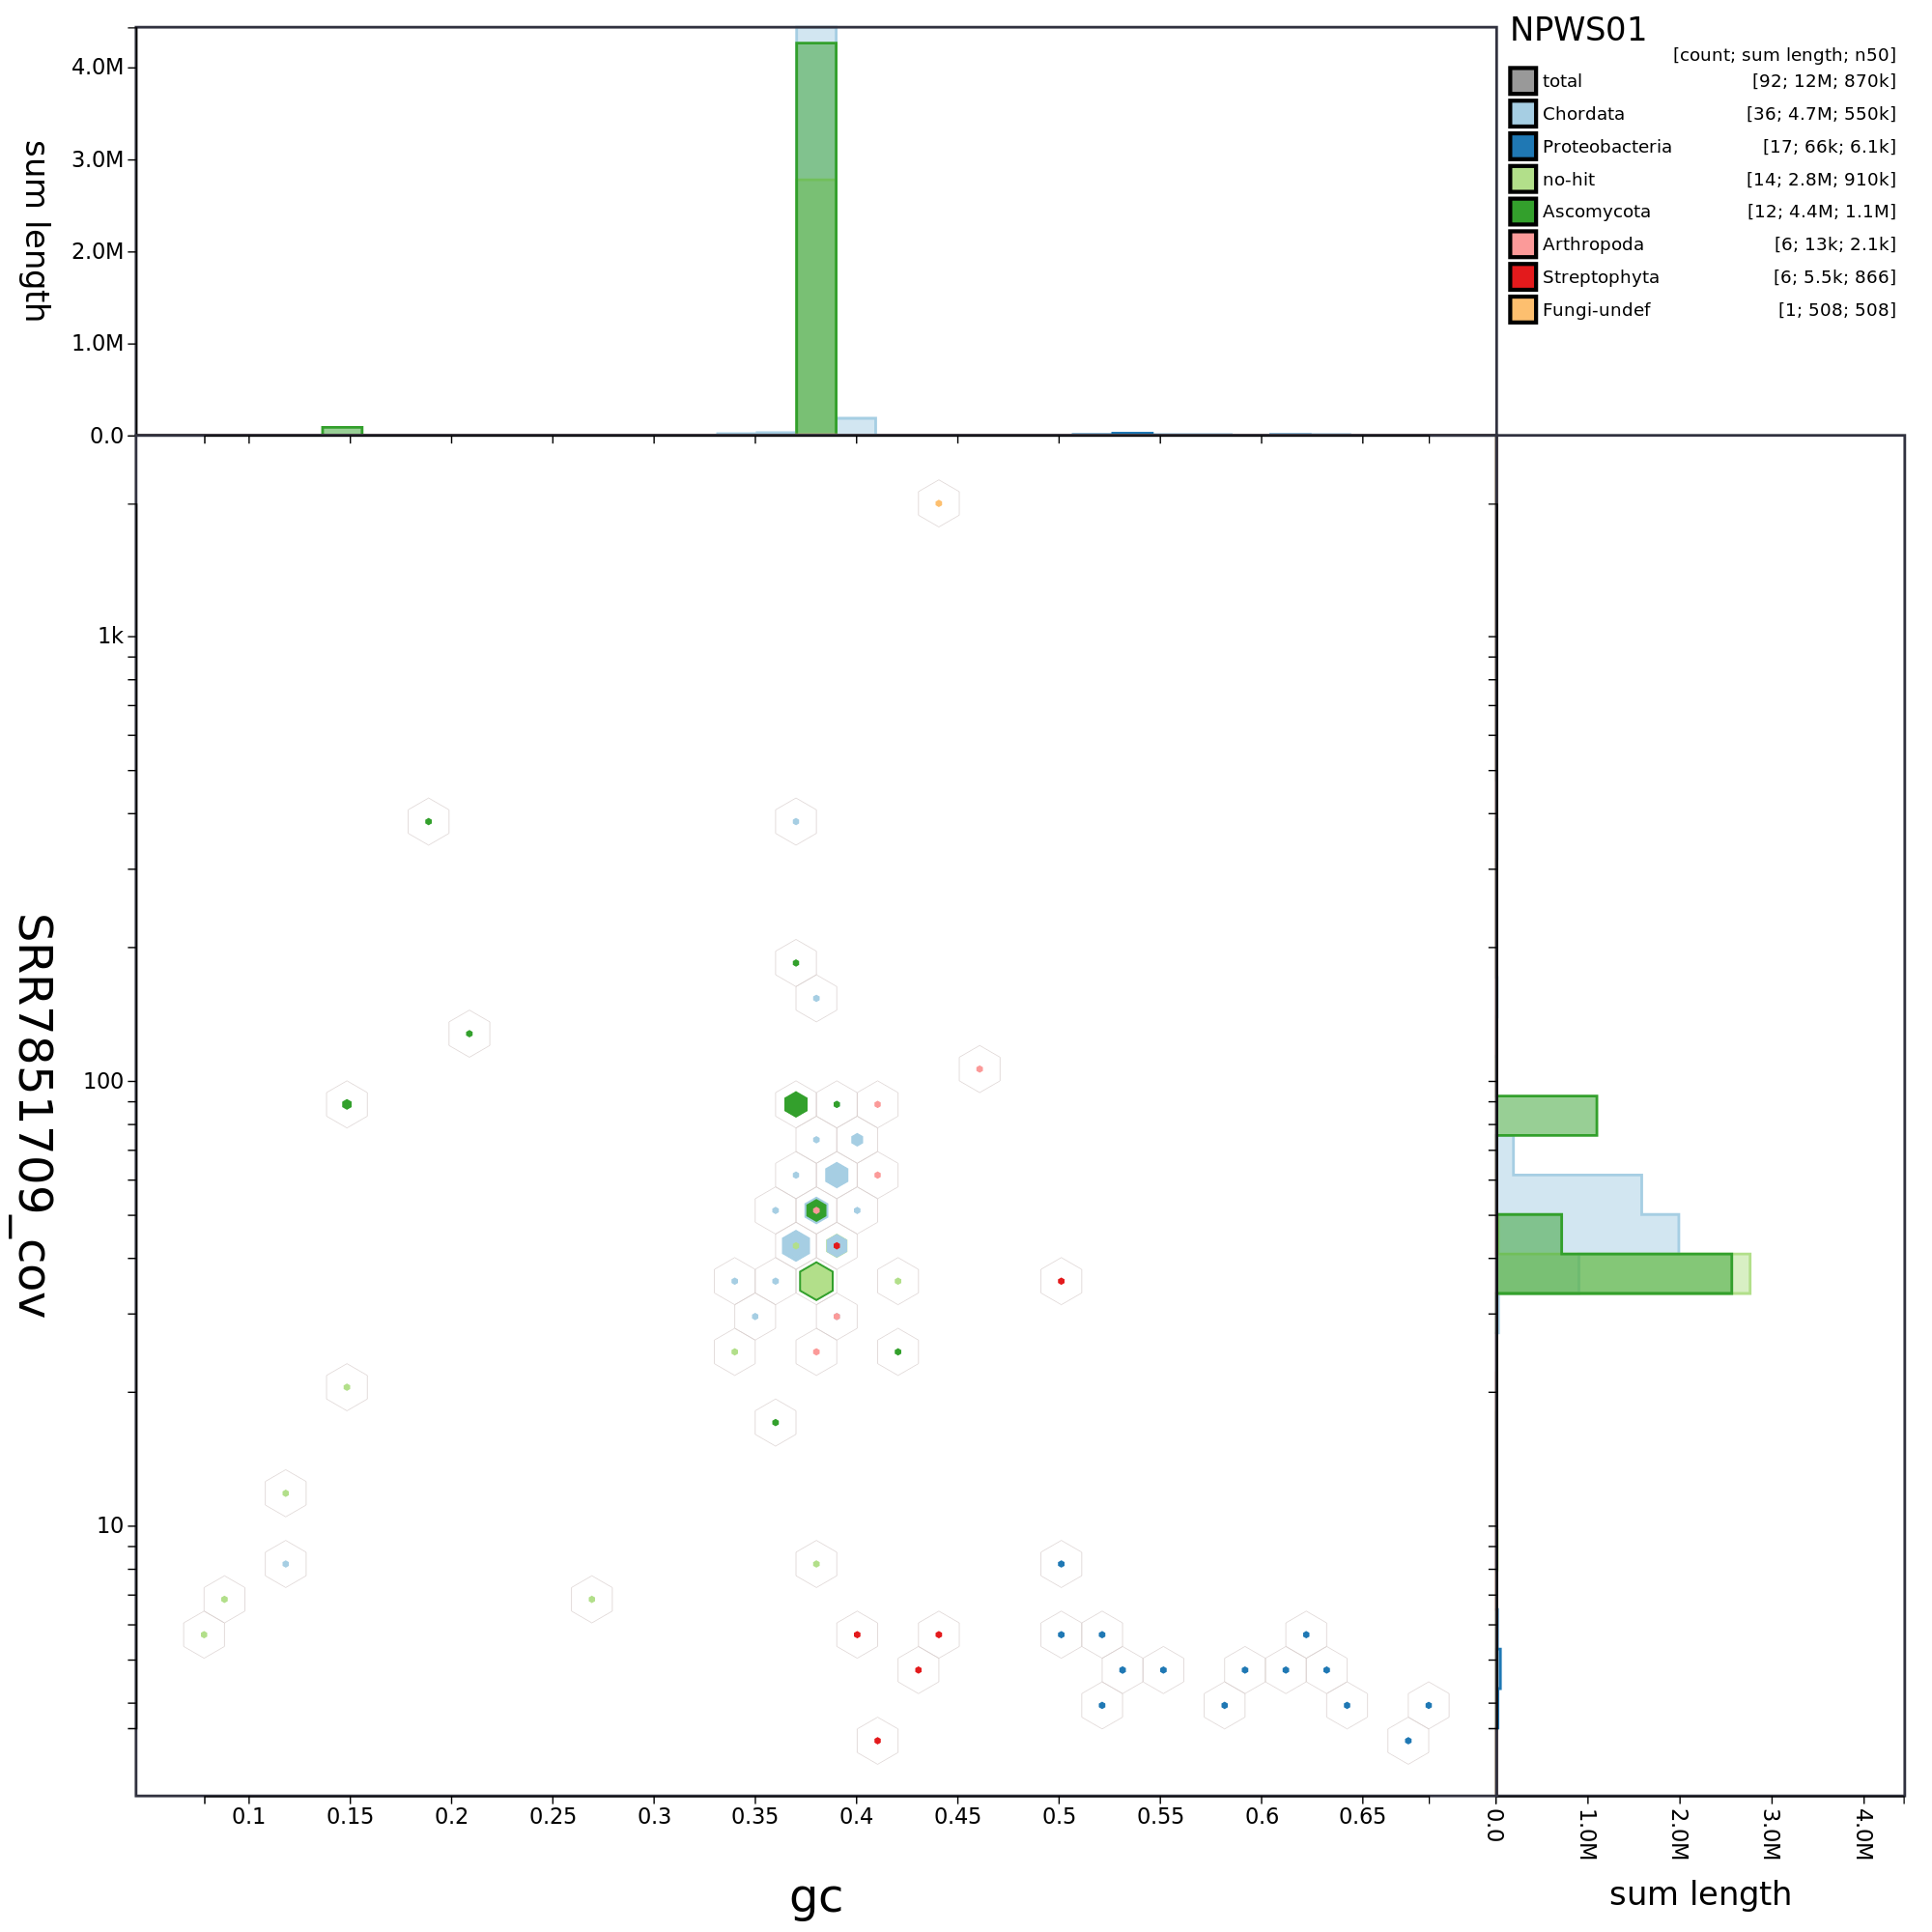 NPWS01
[count; sum length; n50]
total [92; 12M; 870k]
Chordata [36; 4.7M; 550k]
Proteobacteria [17; 66k; 6.1k]
no-hit [14; 2.8M; 910k]
Ascomycota [12; 4.4M; 1.1M]
Arthropoda [6; 13k; 2.1k]
Streptophyta [6; 5.5k; 866]
Fungi-undef [1; 508; 508]
sum length
4.0M
3.0M
2.0M
1.0M
0.0
SRR7851709_cov
1k
100
10
0.1 0.15 0.2 0.25 0.3 0.35 0.4 0.45 0.5 0.55 0.6 0.65
gc
0.0 1.0M 2.0M 3.0M 4.0M
sum length